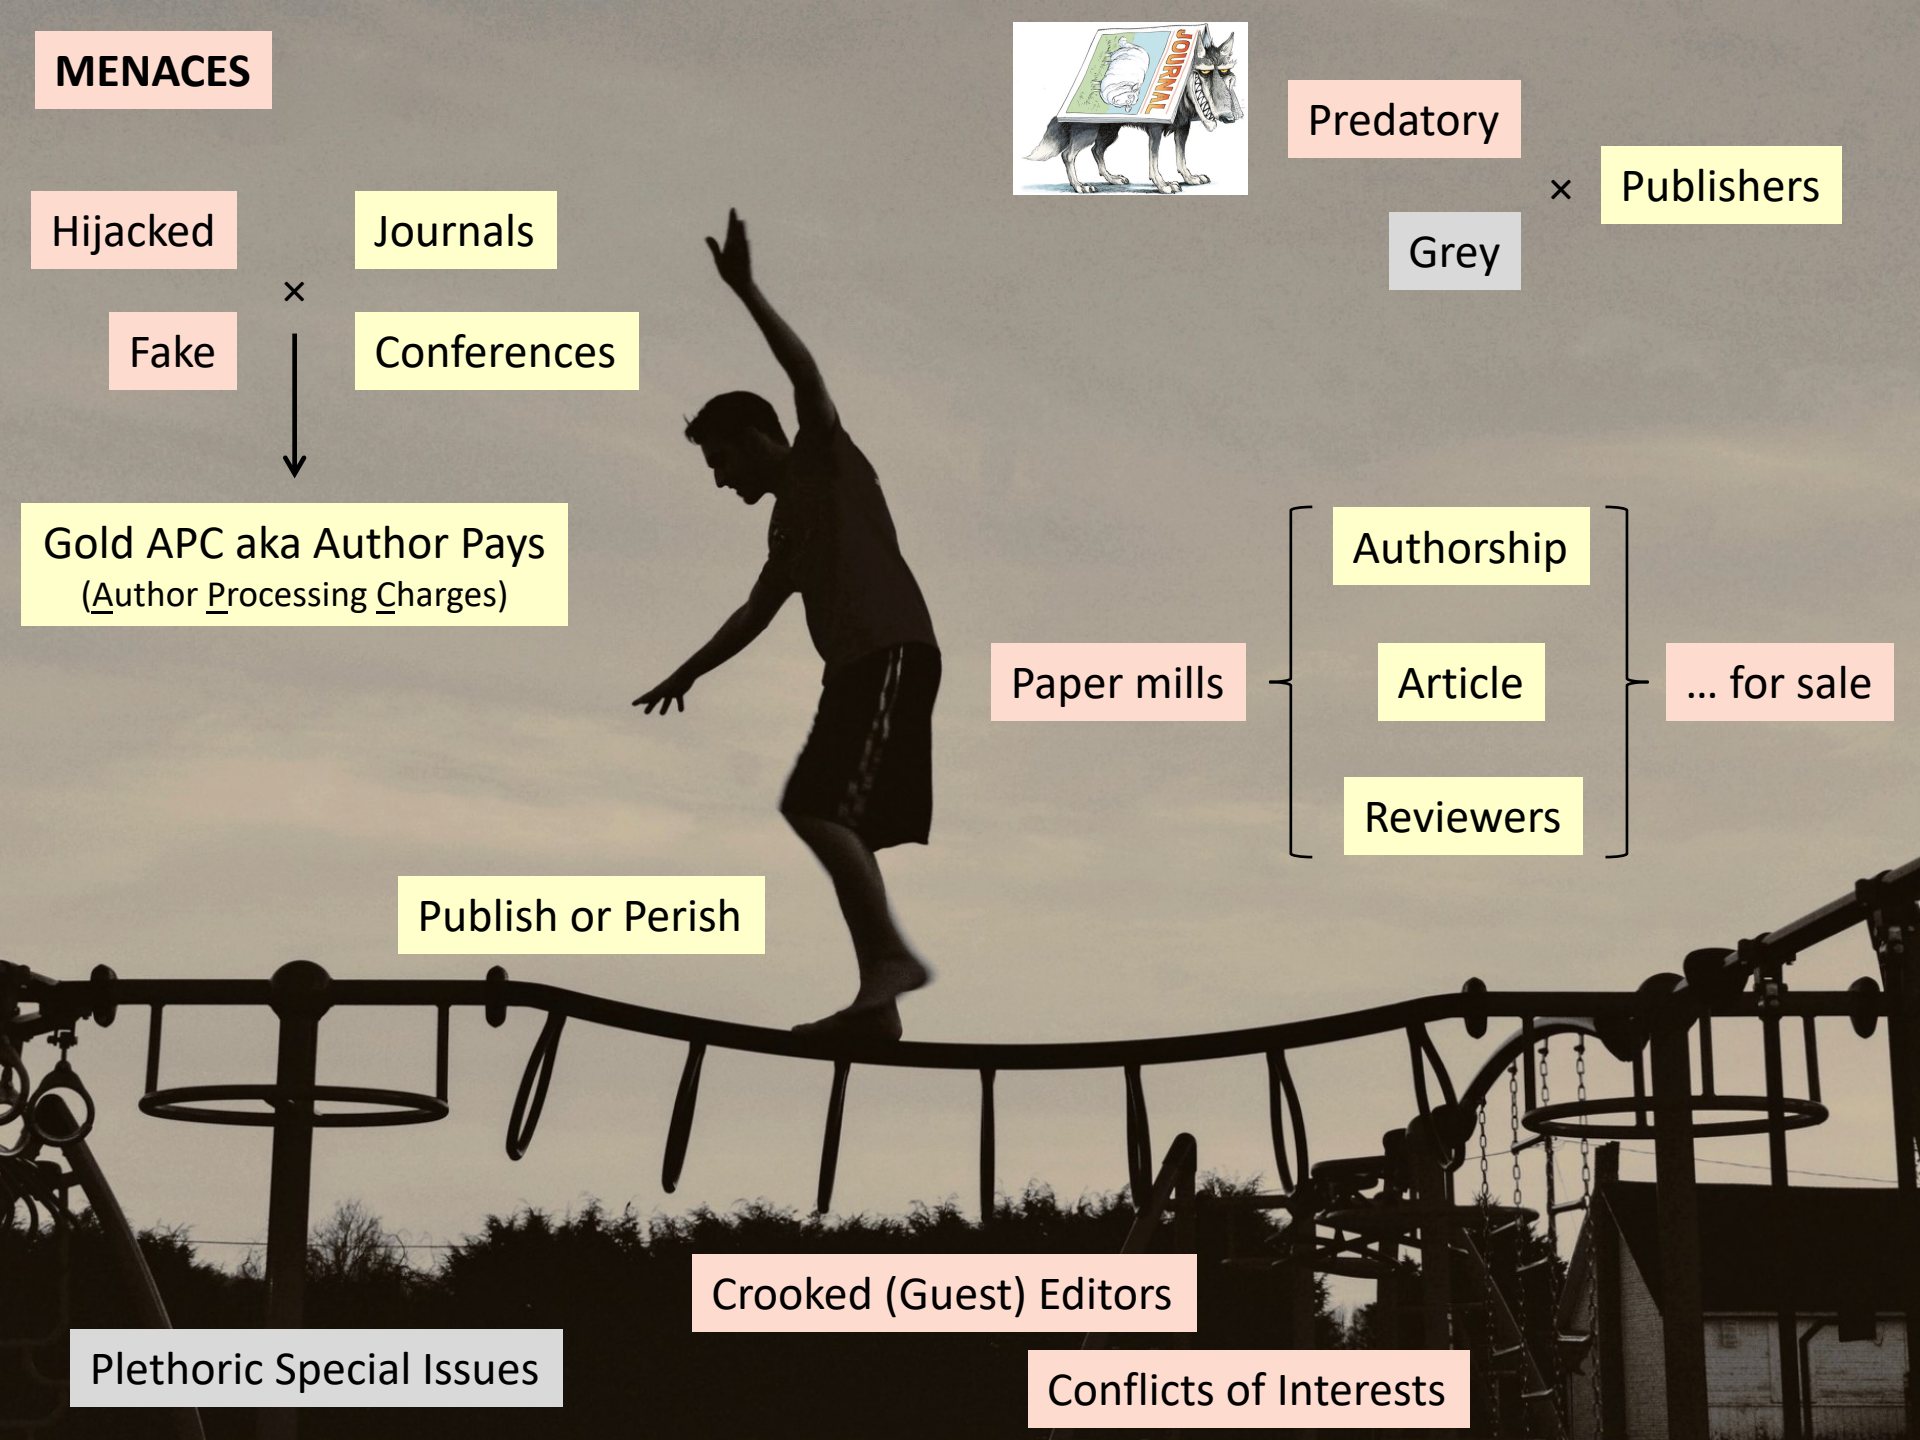 MENACES
JOURNAL
Predatory
×
Publishers
Grey
Hijacked
Journals
×
Fake
Conferences
Gold APC aka Author Pays
(Author Processing Charges)
Authorship
Paper mills
Article
... for sale
Reviewers
Publish or Perish
Crooked (Guest) Editors
Plethoric Special Issues
Conflicts of Interests